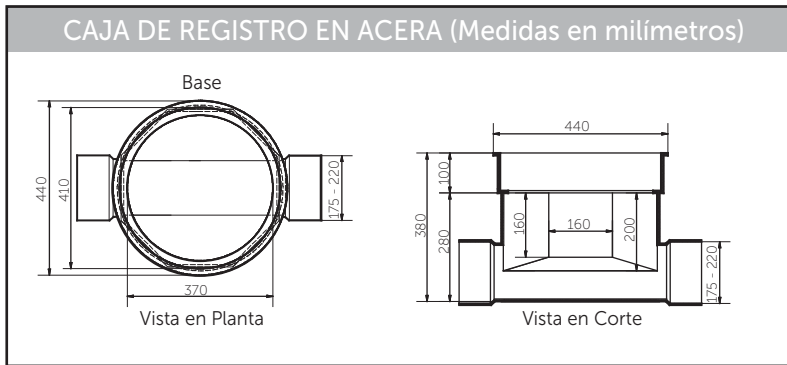 CAJA DE REGISTRO EN ACERA (Medidas en milímetros)
Base
440
410
175 - 220
370
Vista en Planta
440
100
380
280
160
160
200
175 - 220
Vista en Corte